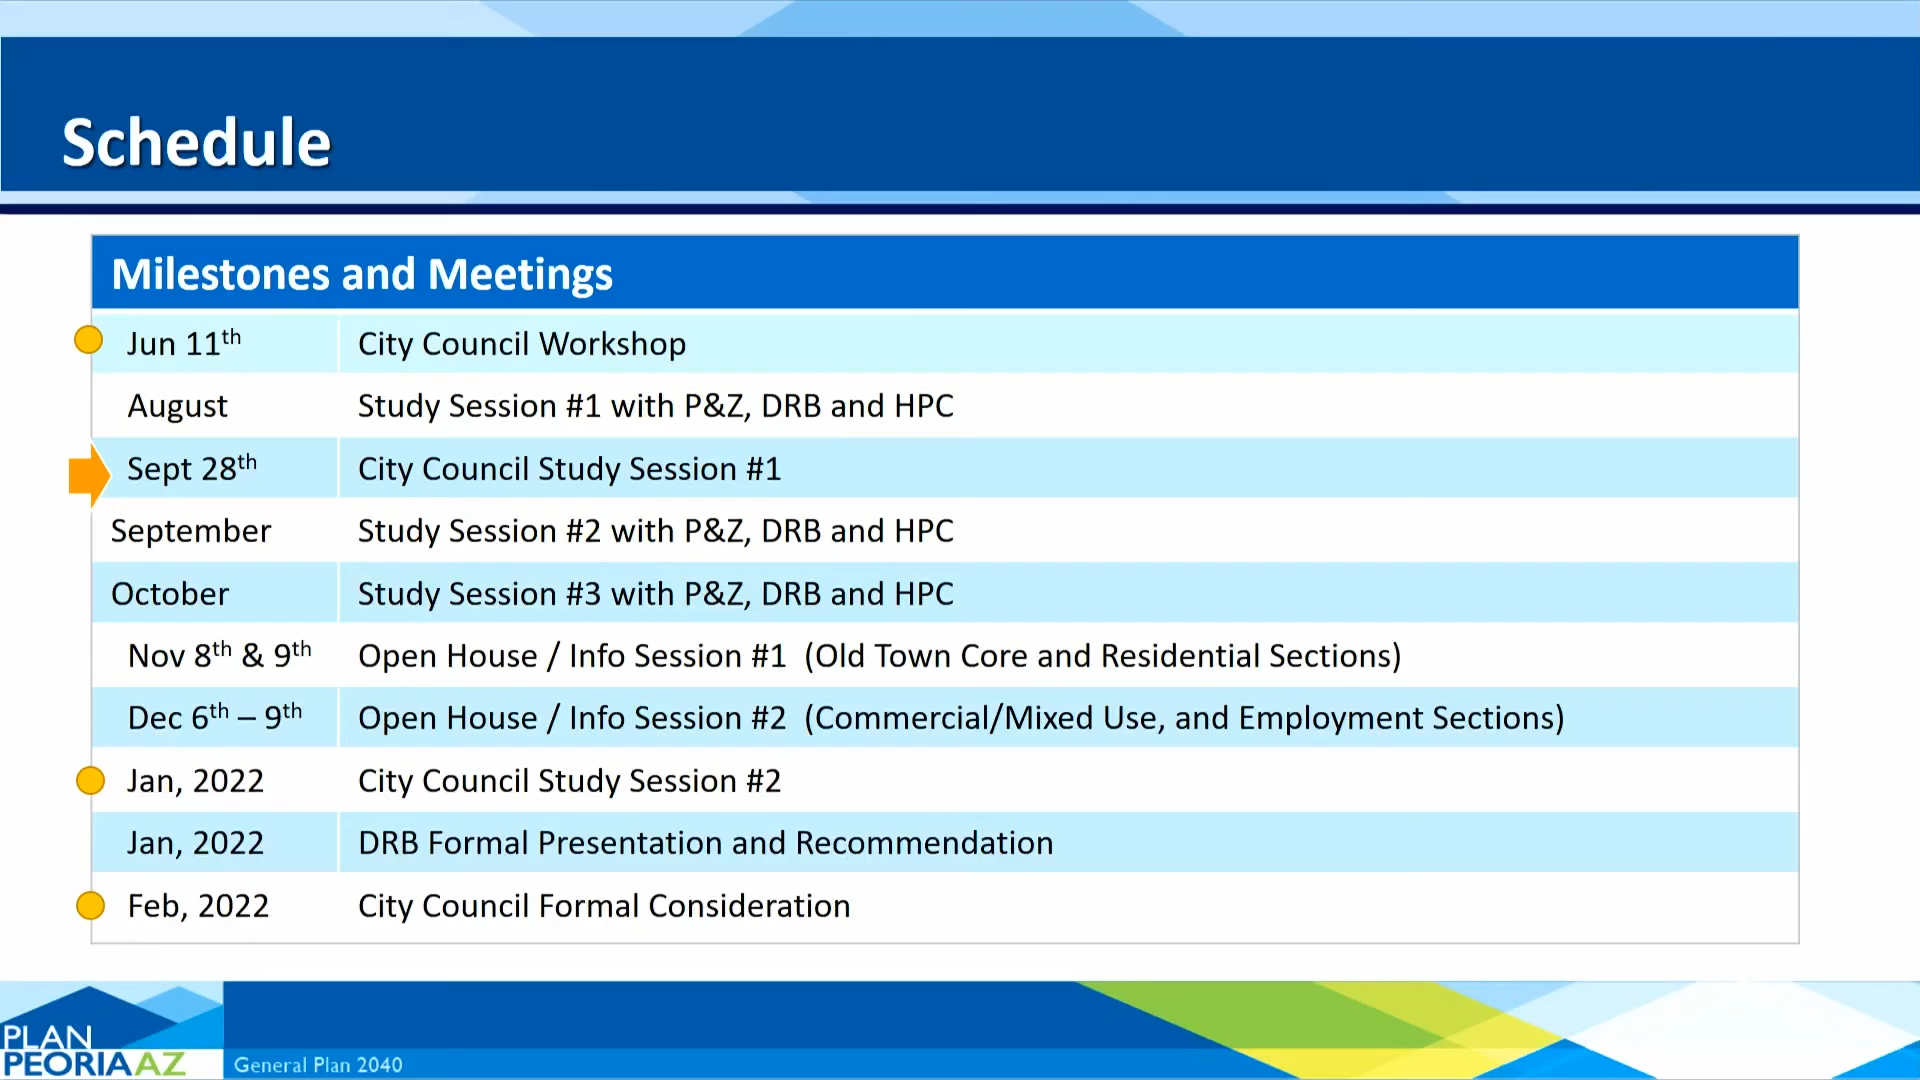 Schedule
Milestones and Meetings
Jun 11th City Council Workshop
August Study Session #1 with P&Z, DRB and HPC
Sept 28th City Council Study Session #1
September Study Session #2 with P&Z, DRB and HPC
October Study Session #3 with P&Z, DRB and HPC
Nov 8th & 9th Open House / Info Session #1 (Old Town Core and Residential Sections)
Dec 6th – 9th Open House / Info Session #2 (Commercial/Mixed Use, and Employment Sections)
Jan, 2022 City Council Study Session #2
Jan, 2022 DRB Formal Presentation and Recommendation
Feb, 2022 City Council Formal Consideration
PLAN
PEORIAAZ
General Plan 2040